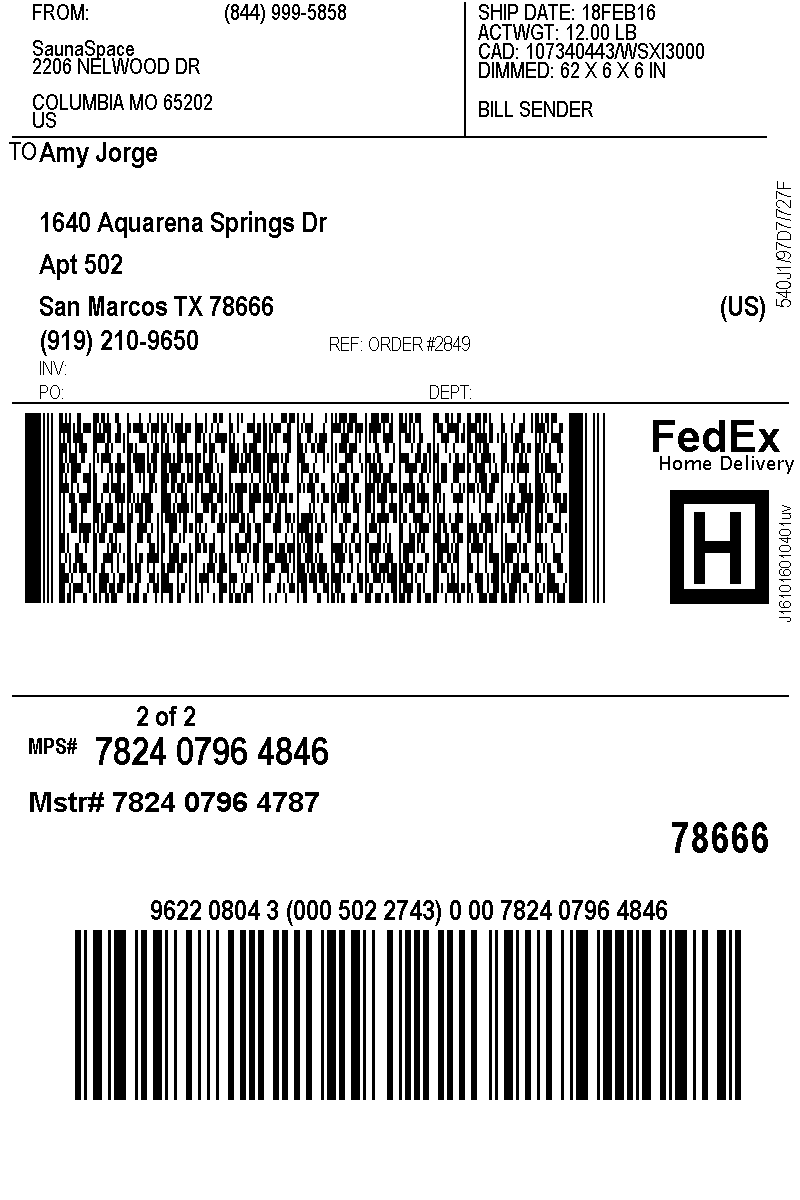 FROM: (844) 999-5858
SaunaSpace
2206 NELWOOD DR
COLUMBIA MO 65202
US
SHIP DATE: 18FEB16
ACTWGT: 12.00 LB
CAD: 107340443/WSXI3000
DIMMED: 62 X 6 X 6 IN
BILL SENDER
TO Amy Jorge
1640 Aquarena Springs Dr
Apt 502
San Marcos TX 78666 (US)
(919) 210-9650 REF: ORDER #2849
INV:
PO: DEPT:
540J1/97D7/727F
FedEx
Home Delivery
H
J161016010401uv
2 of 2
MPS# 7824 0796 4846
Mstr# 7824 0796 4787
78666
9622 0804 3 (000 502 2743) 0 00 7824 0796 4846